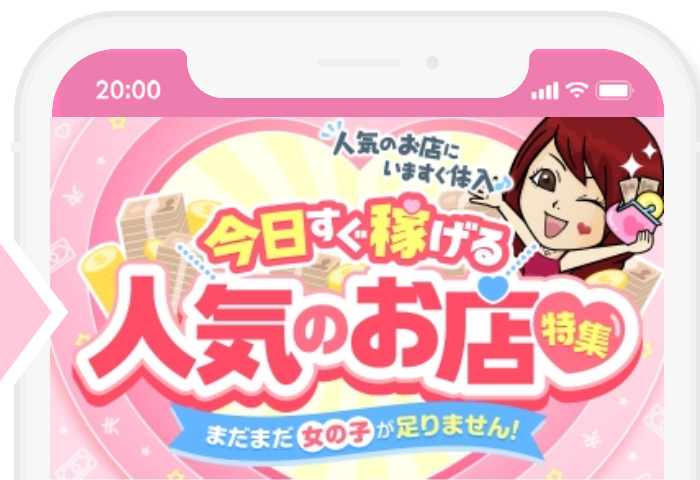 20:00
人気のお店に
いますぐ体入
今日すぐ稼げる
人気のお店
特集
まだまだ女の子が足りません!